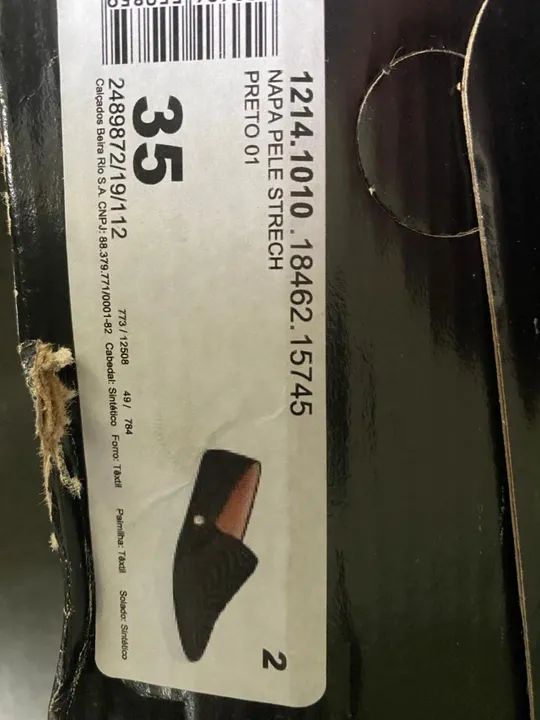 1214.1010 .18462.15745
NAPA PELE STRECH
PRETO 01
35
2489872/19/112
Calçados Beira Rio S.A. CNPJ: 88.379.771/0001-82
773 / 12508
49 / 784
Cabedal: Sintético Forro: Têxtil Palmilha: Têxtil Solado: Sintético
2